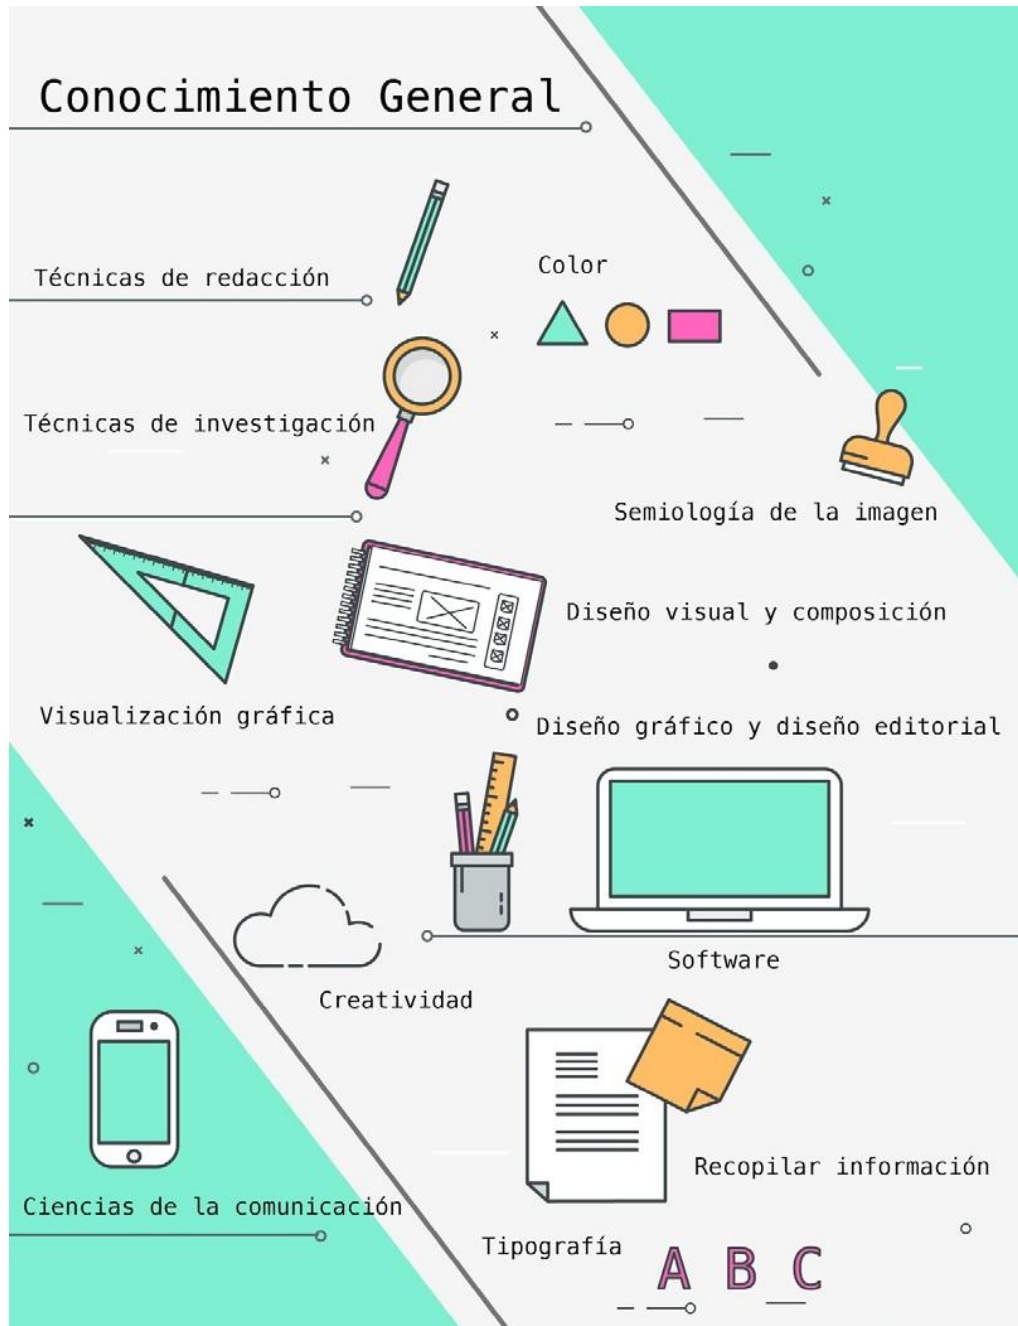 Conocimiento General
Técnicas de redacción
Color
Técnicas de investigación
Semiología de la imagen
Diseño visual y composición
Visualización gráfica
Diseño gráfico y diseño editorial
Software
Creatividad
Recopilar información
Ciencias de la comunicación
Tipografía
A B C